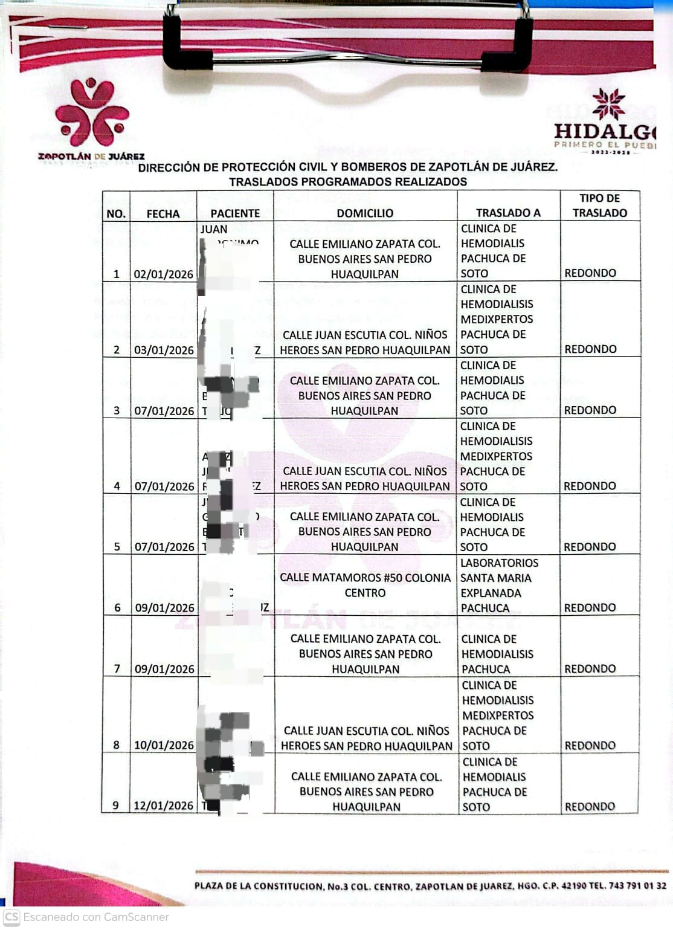 ZAPOTLÁN DE JUÁREZ
HIDALGO
PRIMERO EL PUEBLO
2022-2028
DIRECCIÓN DE PROTECCIÓN CIVIL Y BOMBEROS DE ZAPOTLÁN DE JUÁREZ.
TRASLADOS PROGRAMADOS REALIZADOS
NO. FECHA PACIENTE DOMICILIO TRASLADO A TIPO DE TRASLADO
JUAN
1 02/01/2026 CALLE EMILIANO ZAPATA COL. BUENOS AIRES SAN PEDRO HUAQUILPAN CLINICA DE HEMODIALIS PACHUCA DE SOTO REDONDO
2 03/01/2026 CALLE JUAN ESCUTIA COL. NIÑOS HEROES SAN PEDRO HUAQUILPAN CLINICA DE HEMODIALISIS MEDIXPERTOS PACHUCA DE SOTO REDONDO
3 07/01/2026 CALLE EMILIANO ZAPATA COL. BUENOS AIRES SAN PEDRO HUAQUILPAN CLINICA DE HEMODIALIS PACHUCA DE SOTO REDONDO
4 07/01/2026 CALLE JUAN ESCUTIA COL. NIÑOS HEROES SAN PEDRO HUAQUILPAN CLINICA DE HEMODIALISIS MEDIXPERTOS PACHUCA DE SOTO REDONDO
5 07/01/2026 CALLE EMILIANO ZAPATA COL. BUENOS AIRES SAN PEDRO HUAQUILPAN CLINICA DE HEMODIALIS PACHUCA DE SOTO REDONDO
6 09/01/2026 CALLE MATAMOROS #50 COLONIA CENTRO LABORATORIOS SANTA MARIA EXPLANADA PACHUCA REDONDO
7 09/01/2026 CALLE EMILIANO ZAPATA COL. BUENOS AIRES SAN PEDRO HUAQUILPAN CLINICA DE HEMODIALISIS PACHUCA REDONDO
8 10/01/2026 CALLE JUAN ESCUTIA COL. NIÑOS HEROES SAN PEDRO HUAQUILPAN CLINICA DE HEMODIALISIS MEDIXPERTOS PACHUCA DE SOTO REDONDO
9 12/01/2026 CALLE EMILIANO ZAPATA COL. BUENOS AIRES SAN PEDRO HUAQUILPAN CLINICA DE HEMODIALIS PACHUCA DE SOTO REDONDO
ZAPOTLÁN DE JUÁREZ
PLAZA DE LA CONSTITUCION, No.3 COL. CENTRO, ZAPOTLAN DE JUAREZ, HGO. C.P. 42190 TEL. 743 791 01 32
CS Escaneado con CamScanner